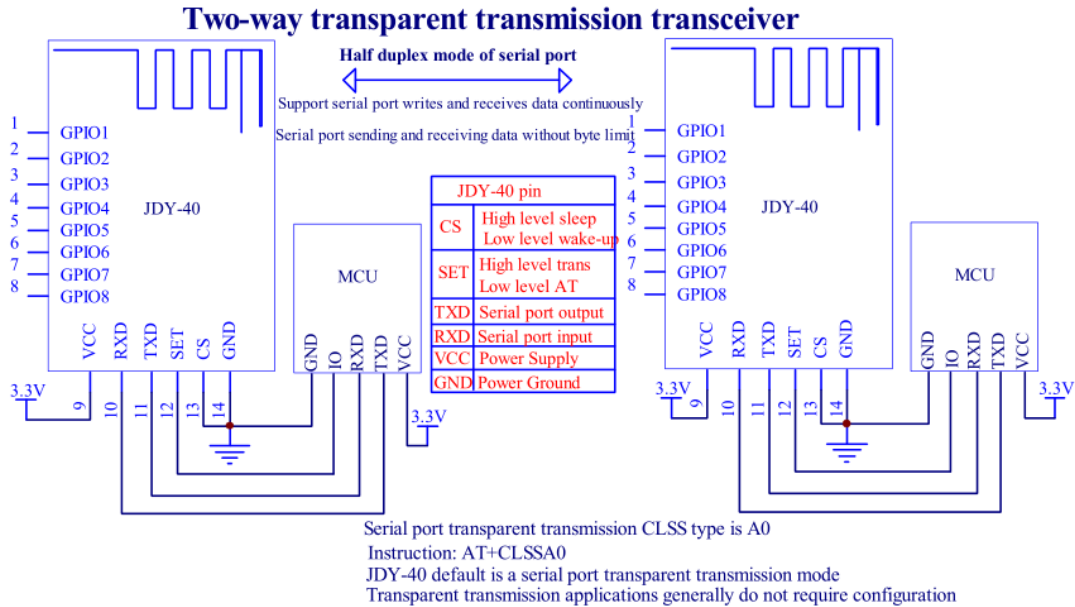 Two-way transparent transmission transceiver
Half duplex mode of serial port
Support serial port writes and receives data continuously
Serial port sending and receiving data without byte limit
1 GPIO1
2 GPIO2
3 GPIO3
4 GPIO4
5 GPIO5
6 GPIO6
7 GPIO7
8 GPIO8
JDY-40
VCC RXD TXD SET CS GND
3.3V
9 10 11 12 13 14
MCU
GND IO RXD TXD VCC
3.3V
JDY-40 pin
CS High level sleep
Low level wake-up
SET High level trans
Low level AT
TXD Serial port output
RXD Serial port input
VCC Power Supply
GND Power Ground
1 GPIO1
2 GPIO2
3 GPIO3
4 GPIO4
5 GPIO5
6 GPIO6
7 GPIO7
8 GPIO8
JDY-40
VCC RXD TXD SET CS GND
3.3V
9 10 11 12 13 14
MCU
GND IO RXD TXD VCC
3.3V
Serial port transparent transmission CLSS type is A0
Instruction: AT+CLSSA0
JDY-40 default is a serial port transparent transmission mode
Transparent transmission applications generally do not require configuration